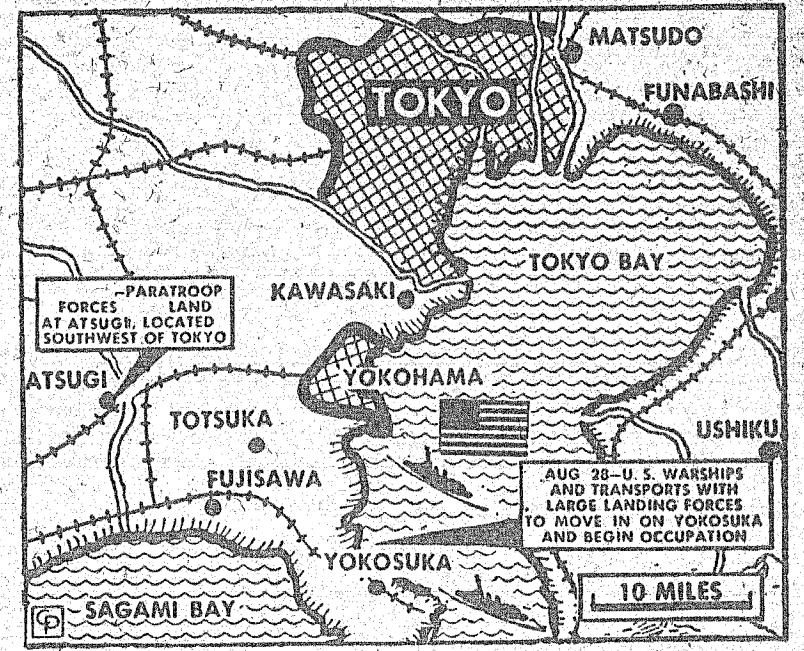 MATSUDO
TOKYO
FUNABASHI
TOKYO BAY
KAWASAKI
-PARATROOP
FORCES LAND
AT ATSUGI, LOCATED
SOUTHWEST OF TOKYO
ATSUGI
YOKOHAMA
TOTSUKA
USHIKU
FUJISAWA
AUG 28—U. S. WARSHIPS
AND TRANSPORTS WITH
LARGE LANDING FORCES
TO MOVE IN ON YOKOSUKA
AND BEGIN OCCUPATION
YOKOSUKA
10 MILES
SAGAMI BAY
CP